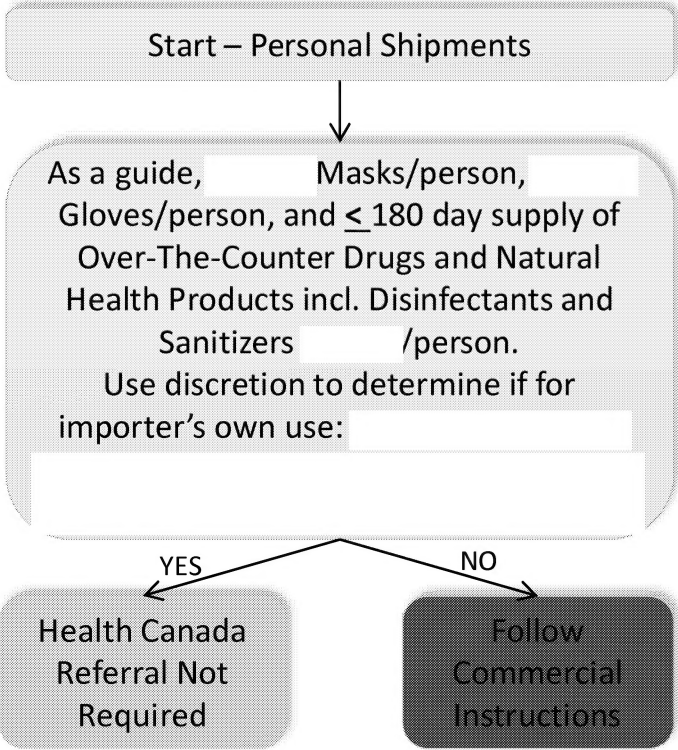 Start – Personal Shipments
As a guide, Masks/person,
Gloves/person, and < 180 day supply of
Over-The-Counter Drugs and Natural
Health Products incl. Disinfectants and
Sanitizers /person.
Use discretion to determine if for
importer’s own use:
YES
NO
Health Canada
Referral Not
Required
Follow
Commercial
Instructions